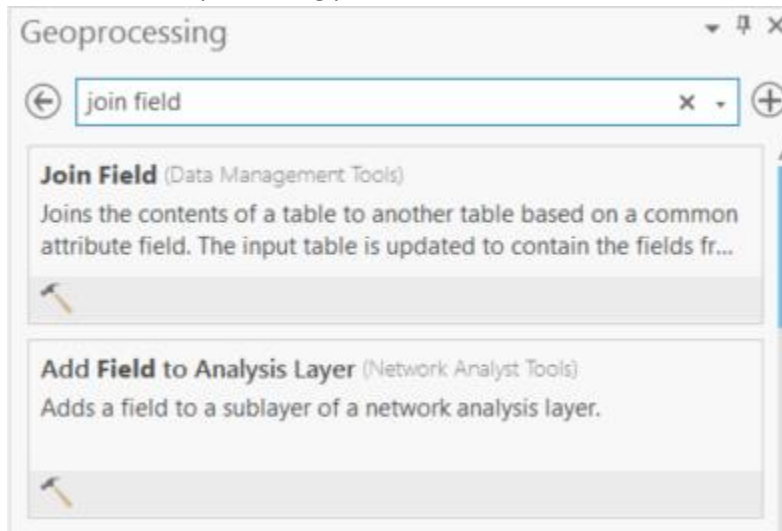 Geoprocessing
join field
Join Field (Data Management Tools)
Joins the contents of a table to another table based on a common
attribute field. The input table is updated to contain the fields fr...
Add Field to Analysis Layer (Network Analyst Tools)
Adds a field to a sublayer of a network analysis layer.